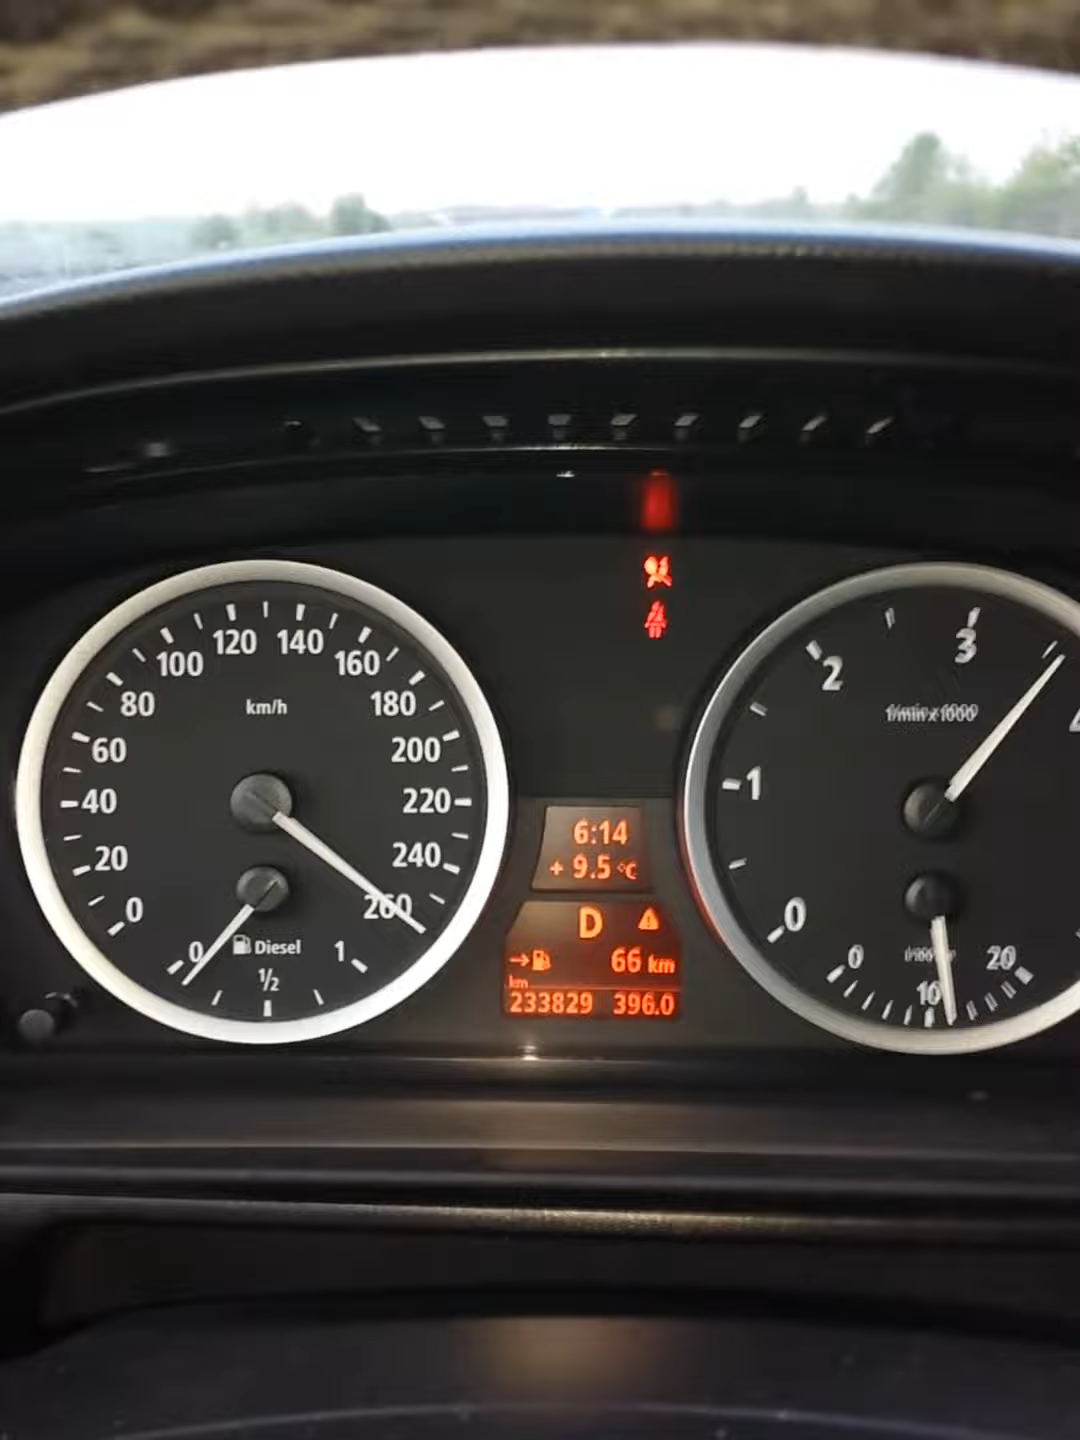 120 140
100 160
80 180
km/h
60 200
40 220
20 240
0 260
0 Diesel 1
1/2
6:14
+ 9.5 °C
D
→ 66 km
km
233829 396.0
3
2
1/min x 1000
4
1
0
0 20
10